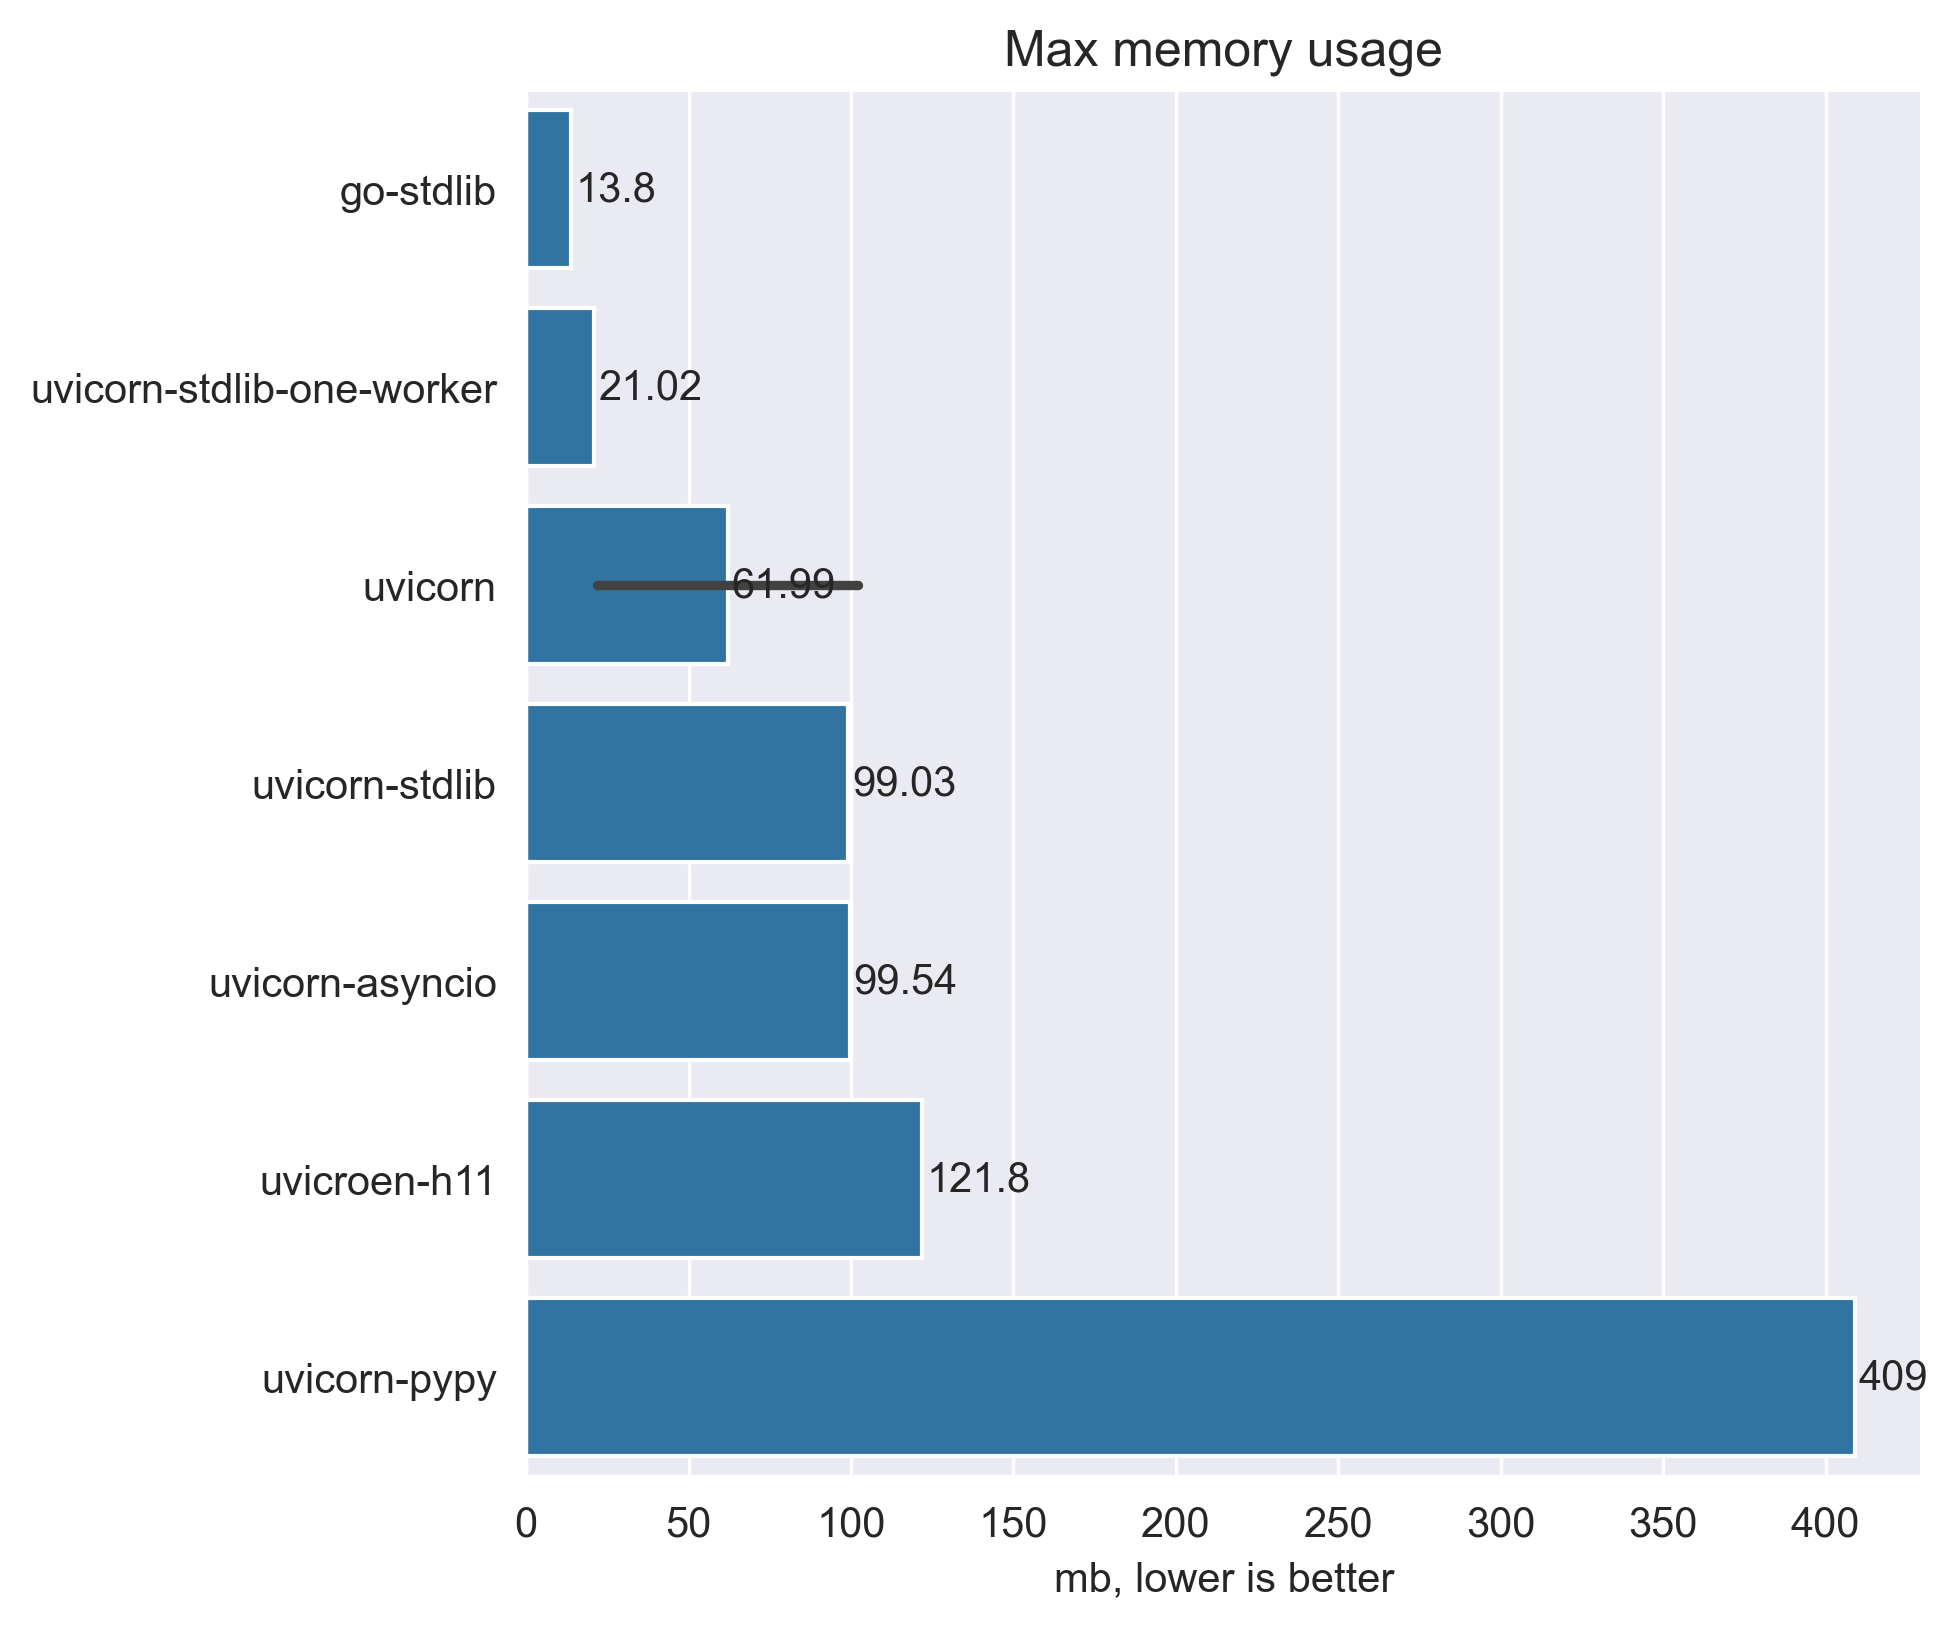 Max memory usage
go-stdlib 13.8
uvicorn-stdlib-one-worker 21.02
uvicorn 61.99
uvicorn-stdlib 99.03
uvicorn-asyncio 99.54
uvicroen-h11 121.8
uvicorn-pypy 409
0 50 100 150 200 250 300 350 400
mb, lower is better